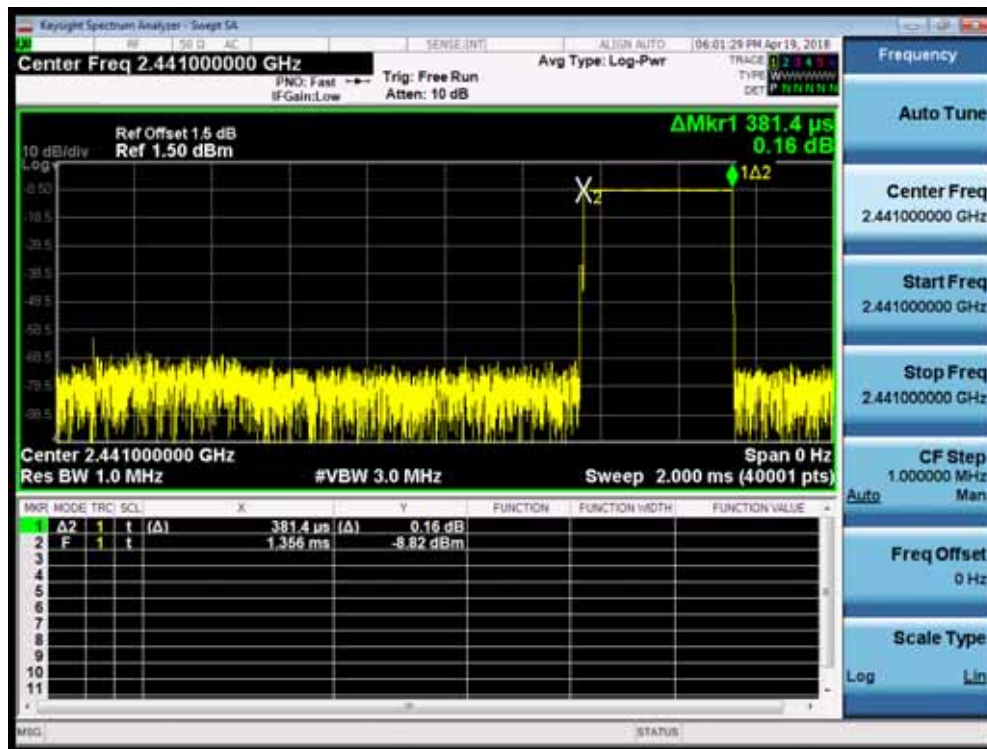 Keysight Spectrum Analyzer - Swept SA
RF 50 Ω AC SENSE:INT ALIGN AUTO 06:01:29 PM Apr 19, 2018
Center Freq 2.441000000 GHz
PNO: Fast
IFGain:Low
Trig: Free Run
Atten: 10 dB
Avg Type: Log-Pwr
TRACE 1 2 3 4 5 6
TYPE W
DET P N N N N N
ΔMkr1 381.4 µs
0.16 dB
Ref Offset 1.5 dB
10 dB/div Ref 1.50 dBm
Log
1Δ2
2
-8.50
-18.5
-28.5
-38.5
-48.5
-58.5
-68.5
-78.5
-88.5
Center 2.441000000 GHz Span 0 Hz
Res BW 1.0 MHz #VBW 3.0 MHz Sweep 2.000 ms (40001 pts)
MKR MODE TRC SCL X Y FUNCTION FUNCTION WIDTH FUNCTION VALUE
1 Δ2 1 t (Δ) 381.4 µs (Δ) 0.16 dB
2 F 1 t 1.356 ms -8.82 dBm
3
4
5
6
7
8
9
10
11
MSG STATUS
Frequency
Auto Tune
Center Freq
2.441000000 GHz
Start Freq
2.441000000 GHz
Stop Freq
2.441000000 GHz
CF Step
1.000000 MHz
Auto Man
Freq Offset
0 Hz
Scale Type
Log Lin